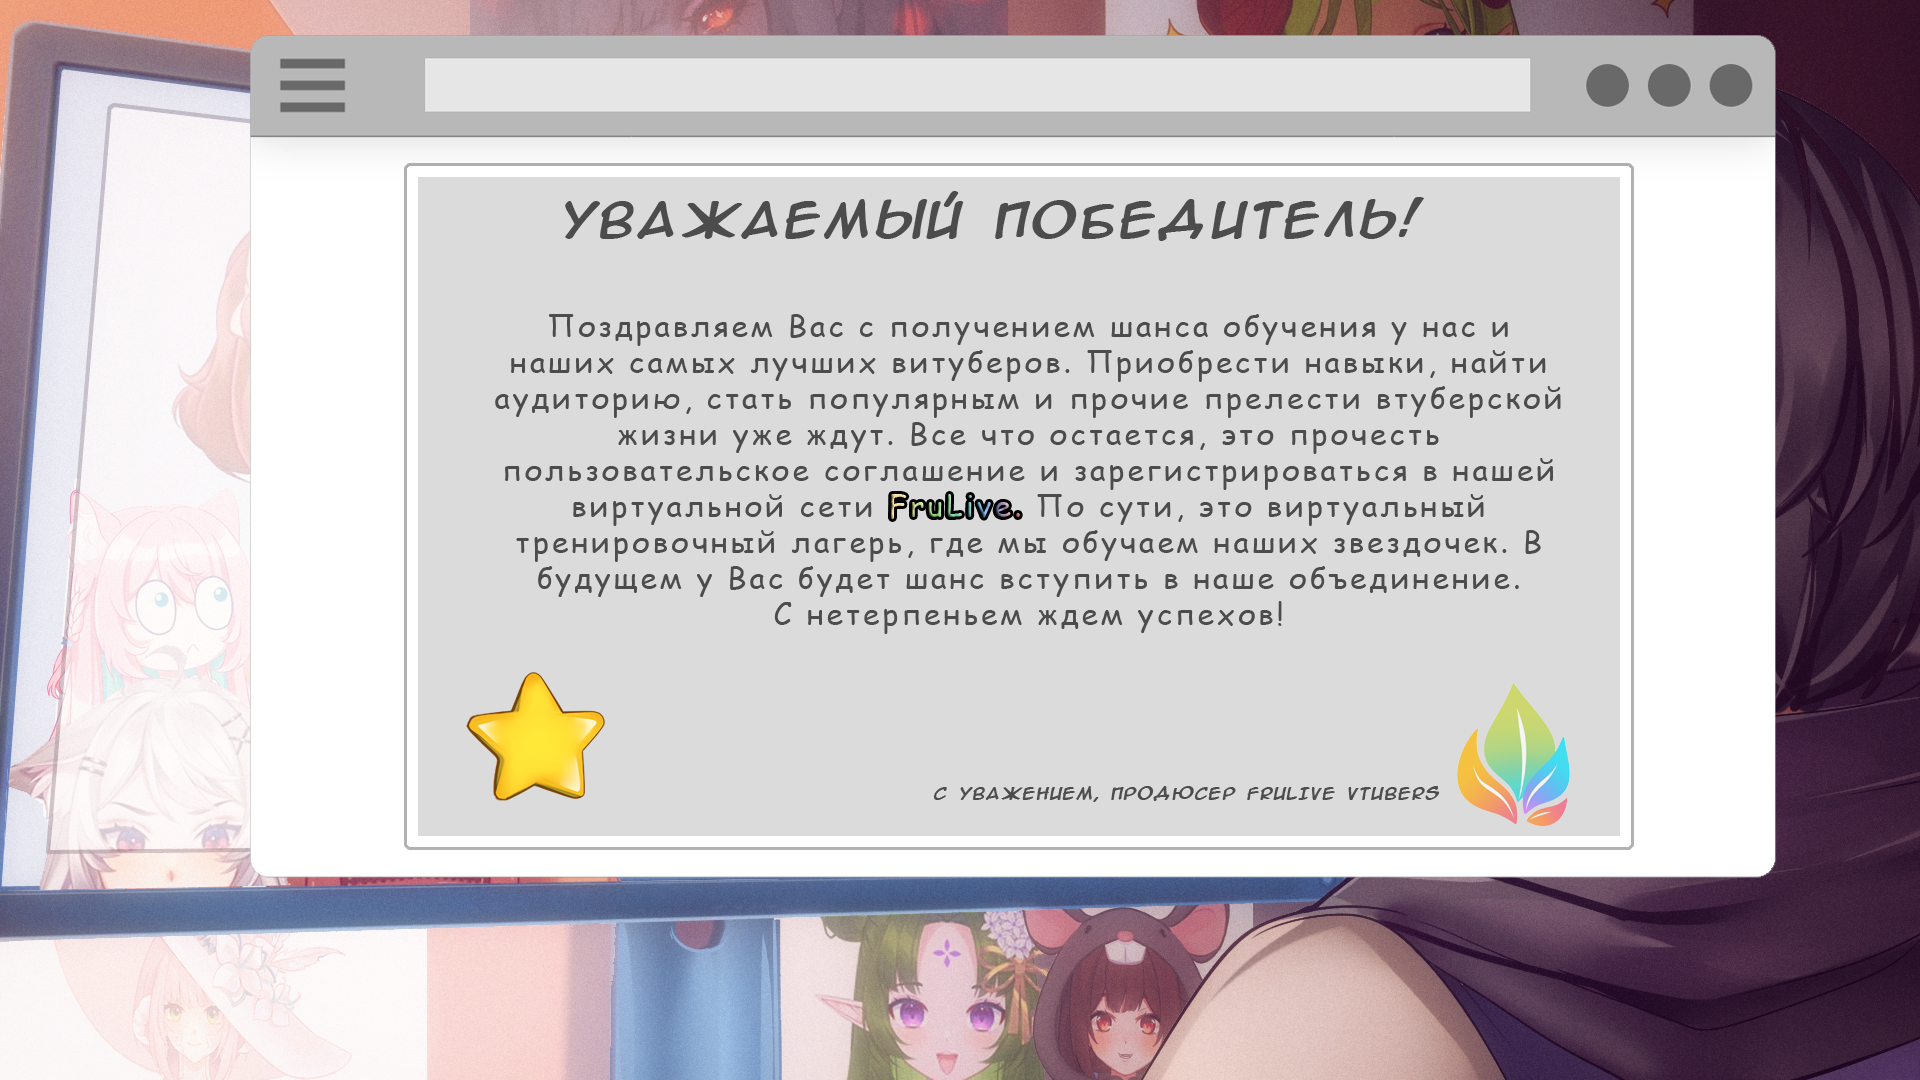 УВАЖАЕМЫЙ ПОБЕДИТЕЛЬ!
Поздравляем Вас с получением шанса обучения у нас и
наших самых лучших витуберов. Приобрести навыки, найти
аудиторию, стать популярным и прочие прелести втуберской
жизни уже ждут. Все что остается, это прочесть
пользовательское соглашение и зарегистрироваться в нашей
виртуальной сети FruLive. По сути, это виртуальный
тренировочный лагерь, где мы обучаем наших звездочек. В
будущем у Вас будет шанс вступить в наше объединение.
С нетерпеньем ждем успехов!
С УВАЖЕНИЕМ, ПРОДЮСЕР FRULIVE VTUBERS